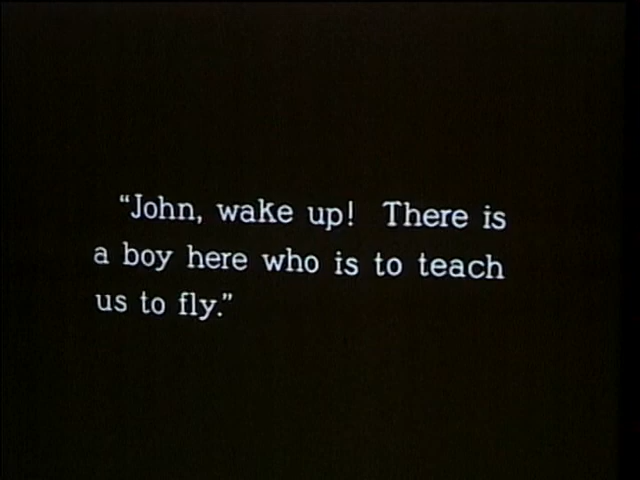 “John, wake up!  There is
a boy here who is to teach
us to fly.”